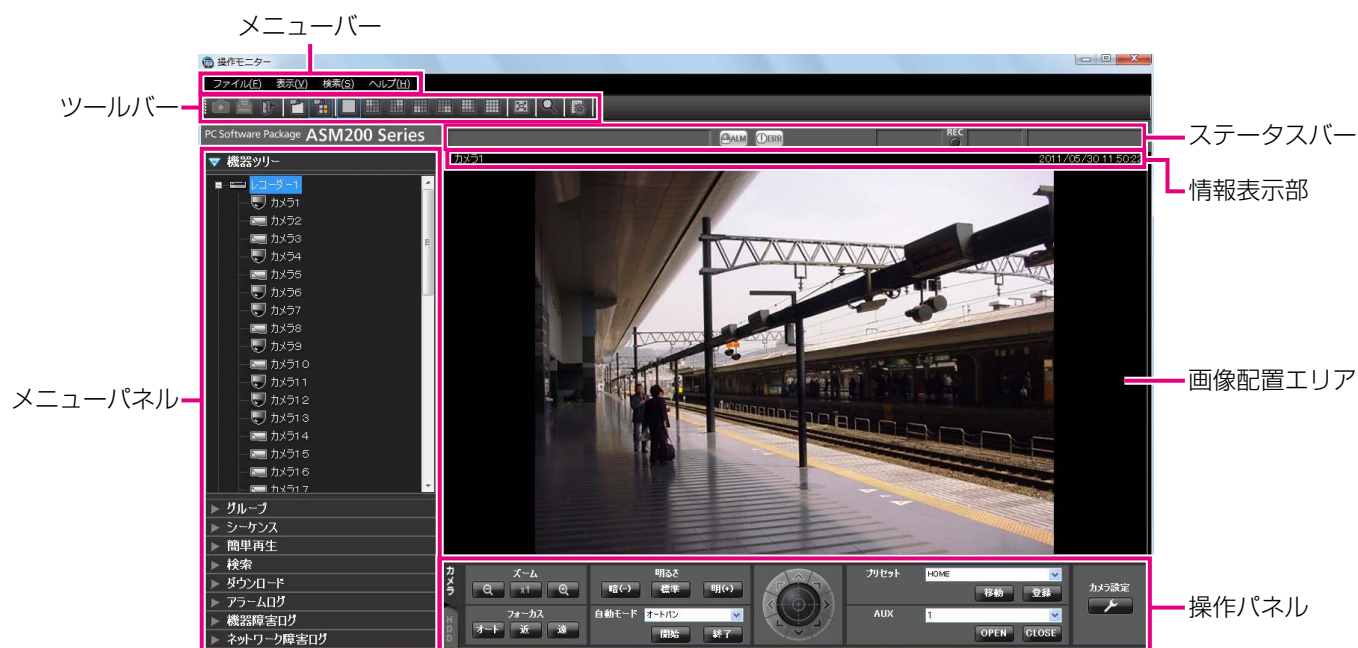 メニューバー
操作モニター
ファイル(F) 表示(V) 検索(S) ヘルプ(H)
ツールバー
PC Software Package ASM200 Series
ALM ERR REC
ステータスバー
機器ツリー
カメラ1 2011/05/30 11:50:22
情報表示部
レコーダー1
カメラ1
カメラ2
カメラ3
カメラ4
カメラ5
カメラ6
カメラ7
カメラ8
カメラ9
カメラ10
カメラ11
カメラ12
カメラ13
カメラ14
カメラ15
カメラ16
カメラ17
メニューパネル
画像配置エリア
グループ
シーケンス
簡単再生
検索
ダウンロード
アラームログ
機器障害ログ
ネットワーク障害ログ
カメラ
HDD
ズーム
x1
フォーカス
オート 近 遠
明るさ
暗(-) 標準 明(+)
自動モード オートパン
開始 終了
プリセット HOME
移動 登録
AUX 1
OPEN CLOSE
カメラ設定
操作パネル